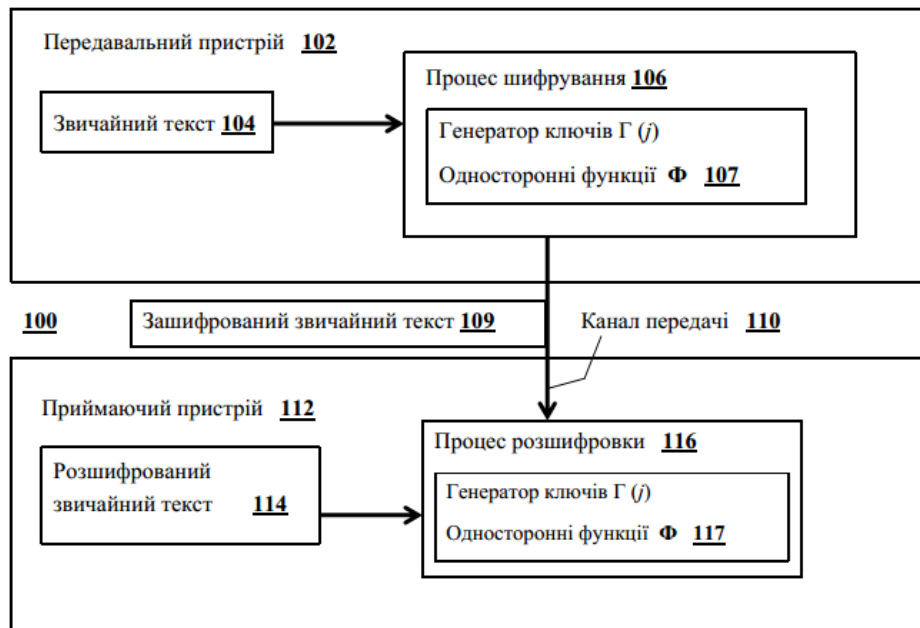 Передавальний пристрій 102
Процес шифрування 106
Звичайний текст 104
Генератор ключів Г (j)
Односторонні функції Ф 107
100
Зашифрований звичайний текст 109
Канал передачі 110
Приймаючий пристрій 112
Процес розшифровки 116
Розшифрований
звичайний текст 114
Генератор ключів Г (j)
Односторонні функції Ф 117